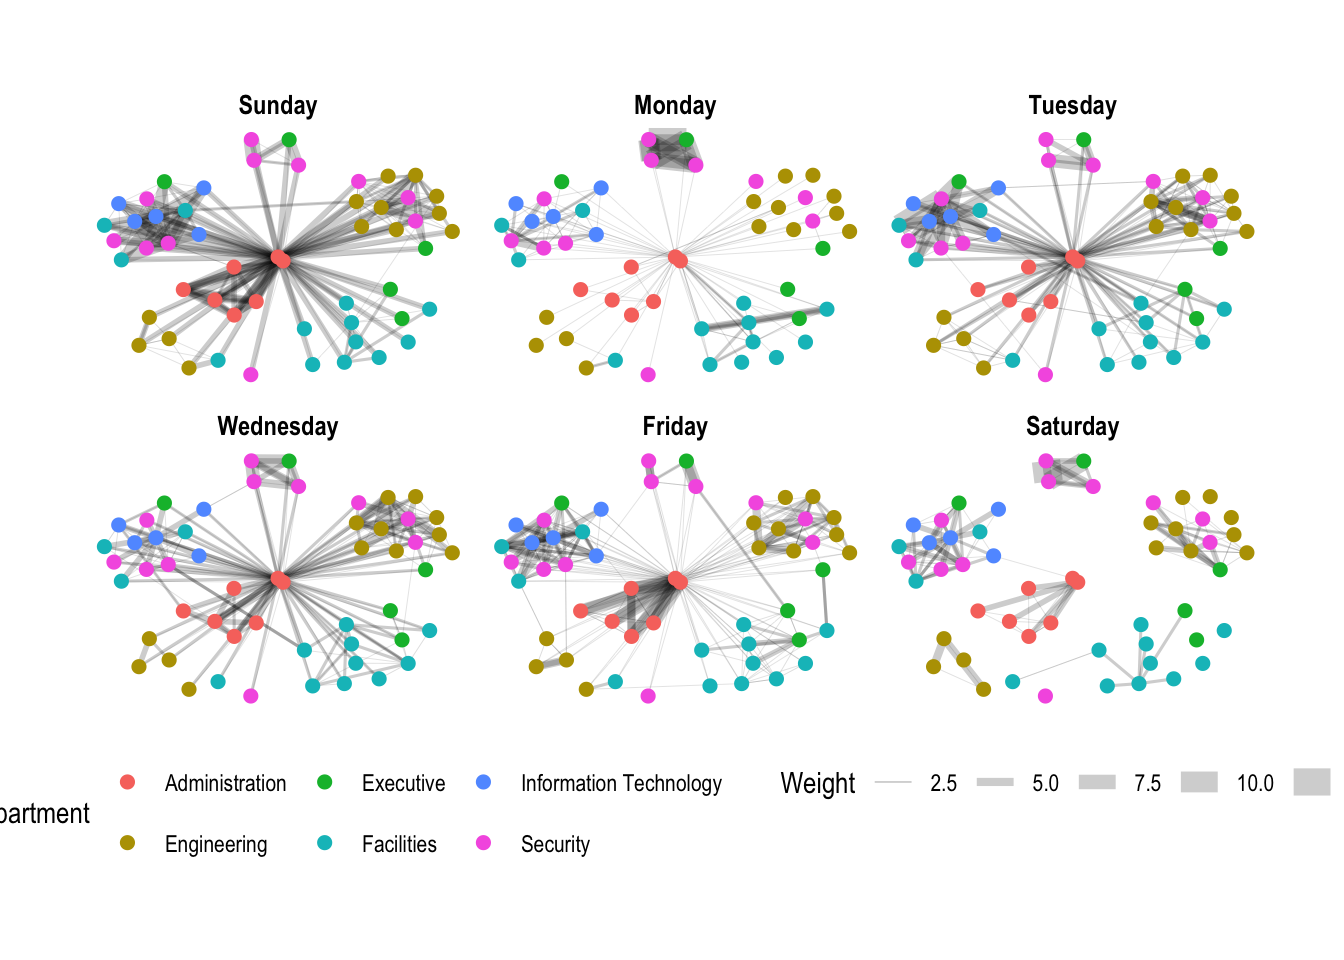 Sunday Monday Tuesday
Wednesday Friday Saturday
partment
Administration Executive Information Technology
Engineering Facilities Security
Weight 2.5 5.0 7.5 10.0